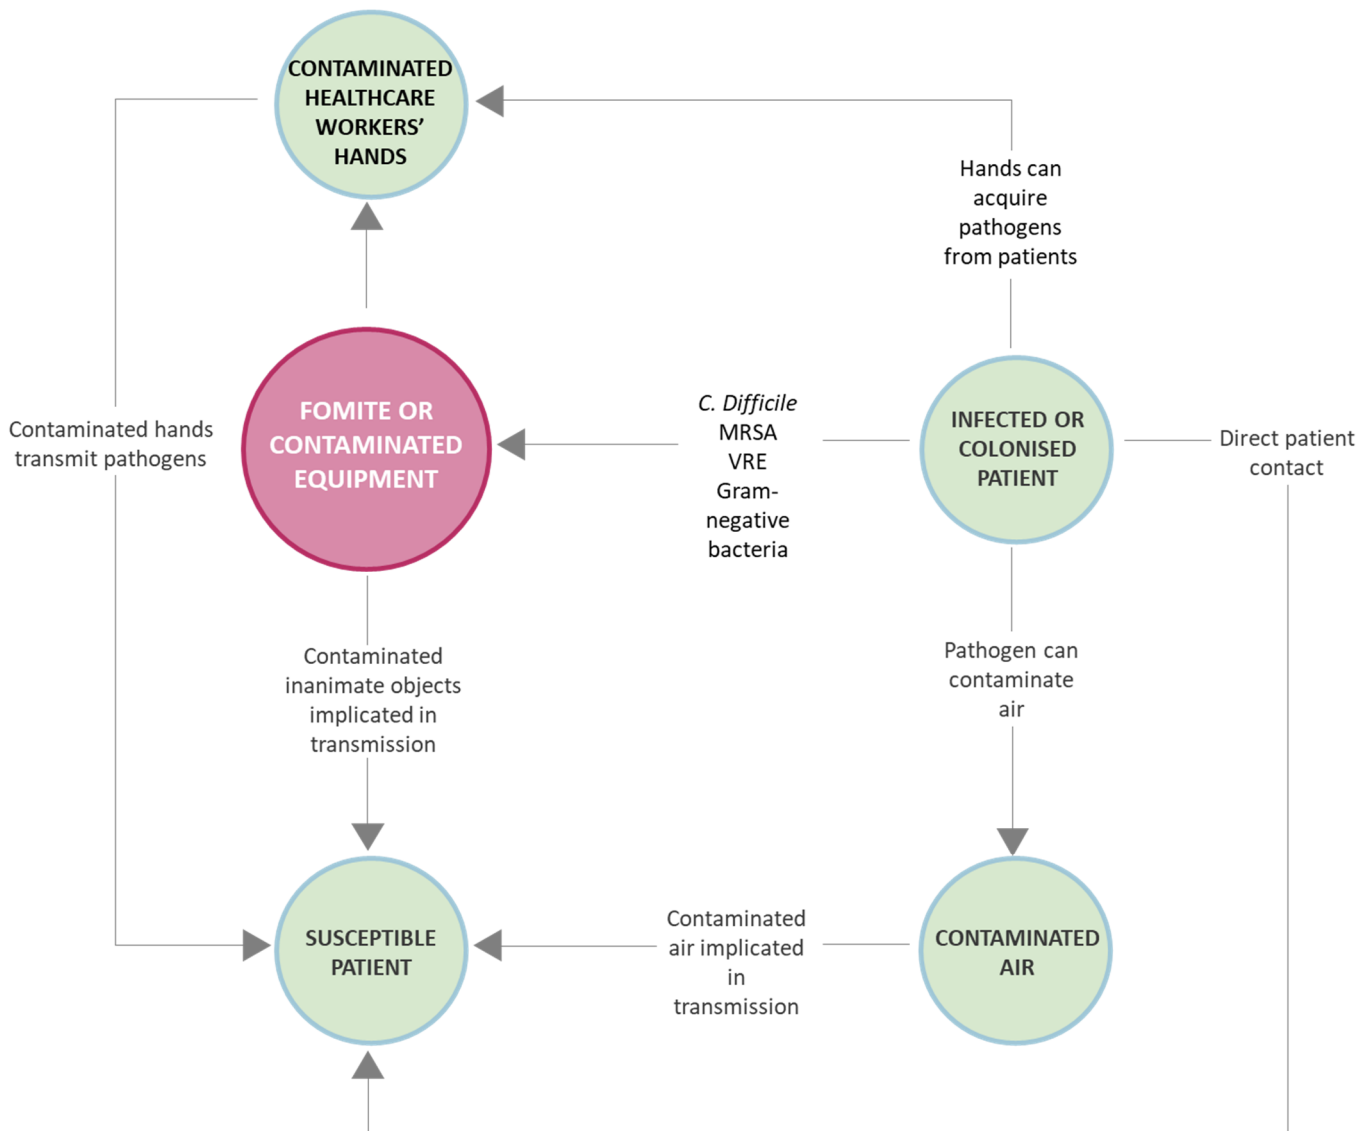 CONTAMINATED
HEALTHCARE
WORKERS'
HANDS
Hands can
acquire
pathogens
from patients
Contaminated hands
transmit pathogens
FOMITE OR
CONTAMINATED
EQUIPMENT
C. Difficile
MRSA
VRE
Gram-
negative
bacteria
INFECTED OR
COLONISED
PATIENT
Direct patient
contact
Contaminated
inanimate objects
implicated in
transmission
Pathogen can
contaminate
air
SUSCEPTIBLE
PATIENT
Contaminated
air implicated
in
transmission
CONTAMINATED
AIR